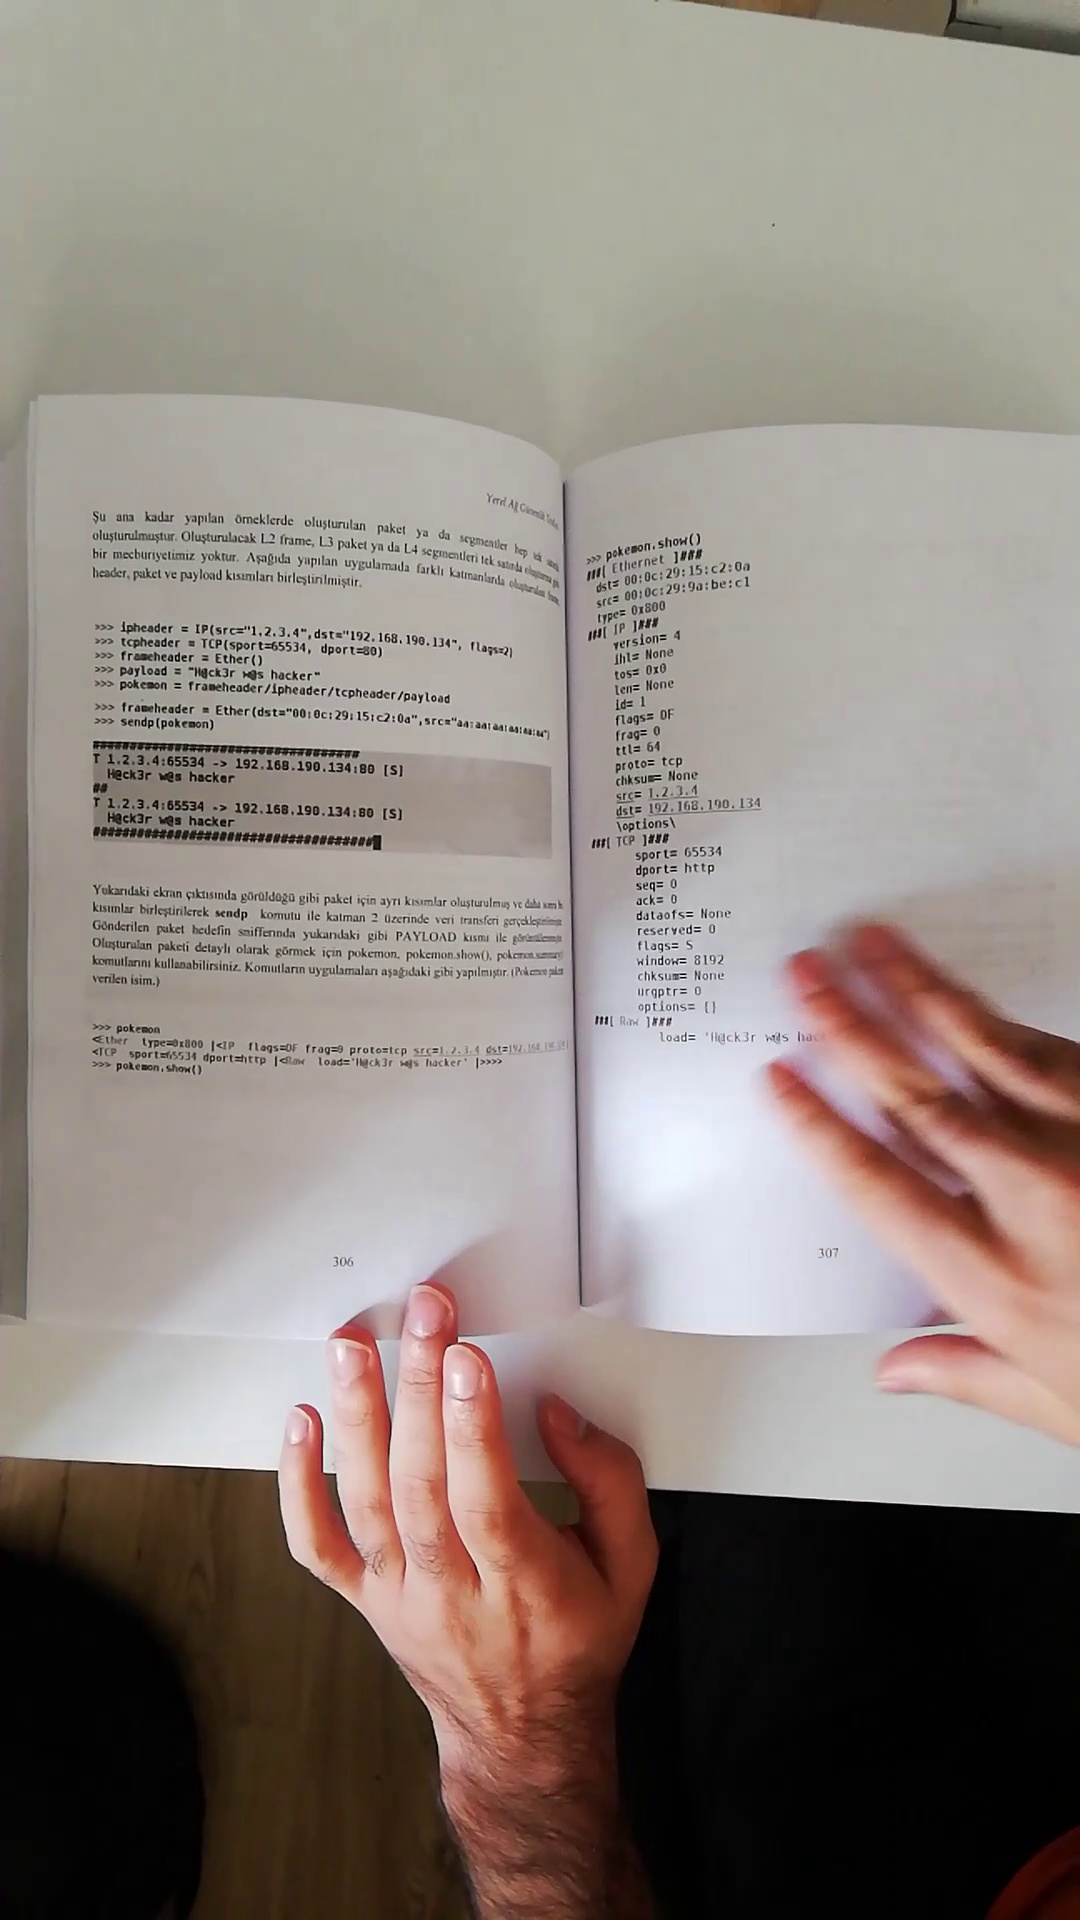 Yerel Ağ Güvenlik
Şu ana kadar yapılan örneklerde oluşturulan paket ya da segmentler hep tek
oluşturulmuştur. Oluşturulacak L2 frame, L3 paket ya da L4 segmentleri tek satırda oluşturma
bir mecburiyetimiz yoktur. Aşağıda yapılan uygulamada farklı katmanlarda oluşturulan
header, paket ve payload kısımları birleştirilmiştir.
>>> ipheader = IP(src="1.2.3.4",dst="192.168.190.134", flags=2)
>>> tcpheader = TCP(sport=65534, dport=80)
>>> frameheader = Ether()
>>> payload = "H@ck3r w@s hacker"
>>> pokemon = frameheader/ipheader/tcpheader/payload
>>> frameheader = Ether(dst="00:0c:29:15:c2:0a",src="aa:aa:aa:aa:aa:aa")
>>> sendp(pokemon)
##################################
T 1.2.3.4:65534 -> 192.168.190.134:80 [S]
H@ck3r w@s hacker
##
T 1.2.3.4:65534 -> 192.168.190.134:80 [S]
H@ck3r w@s hacker
####################################
Yukarıdaki ekran çıktısında görüldüğü gibi paket için ayrı kısımlar oluşturulmuş ve daha sonra
kısımlar birleştirilerek sendp komutu ile katman 2 üzerinde veri transferi gerçekleştirilmiştir.
Gönderilen paket hedefin snifferında yukarıdaki gibi PAYLOAD kısmı ile
Oluşturulan paketi detaylı olarak görmek için pokemon, pokemon.show(), pokemon.summary
komutlarını kullanabilirsiniz. Komutların uygulamaları aşağıdaki gibi yapılmıştır. (Pokemon
verilen isim.)
>>> pokemon
<Ether type=0x800 |<IP flags=DF frag=0 proto=tcp src=1.2.3.4 dst=192.168.190.134
<TCP sport=65534 dport=http |<Raw load='H@ck3r w@s hacker' |>>>>
>>> pokemon.show()
306
>>> pokemon.show()
###[ Ethernet ]###
dst= 00:0c:29:15:c2:0a
src= 00:0c:29:9a:be:c1
type= 0x800
###[ IP ]###
version= 4
ihl= None
tos= 0x0
len= None
id= 1
flags= DF
frag= 0
ttl= 64
proto= tcp
chksum= None
src= 1.2.3.4
dst= 192.168.190.134
\options\
###[ TCP ]###
sport= 65534
dport= http
seq= 0
ack= 0
dataofs= None
reserved= 0
flags= S
window= 8192
chksum= None
urgptr= 0
options= {}
###[ Raw ]###
load= 'H@ck3r w@s
307